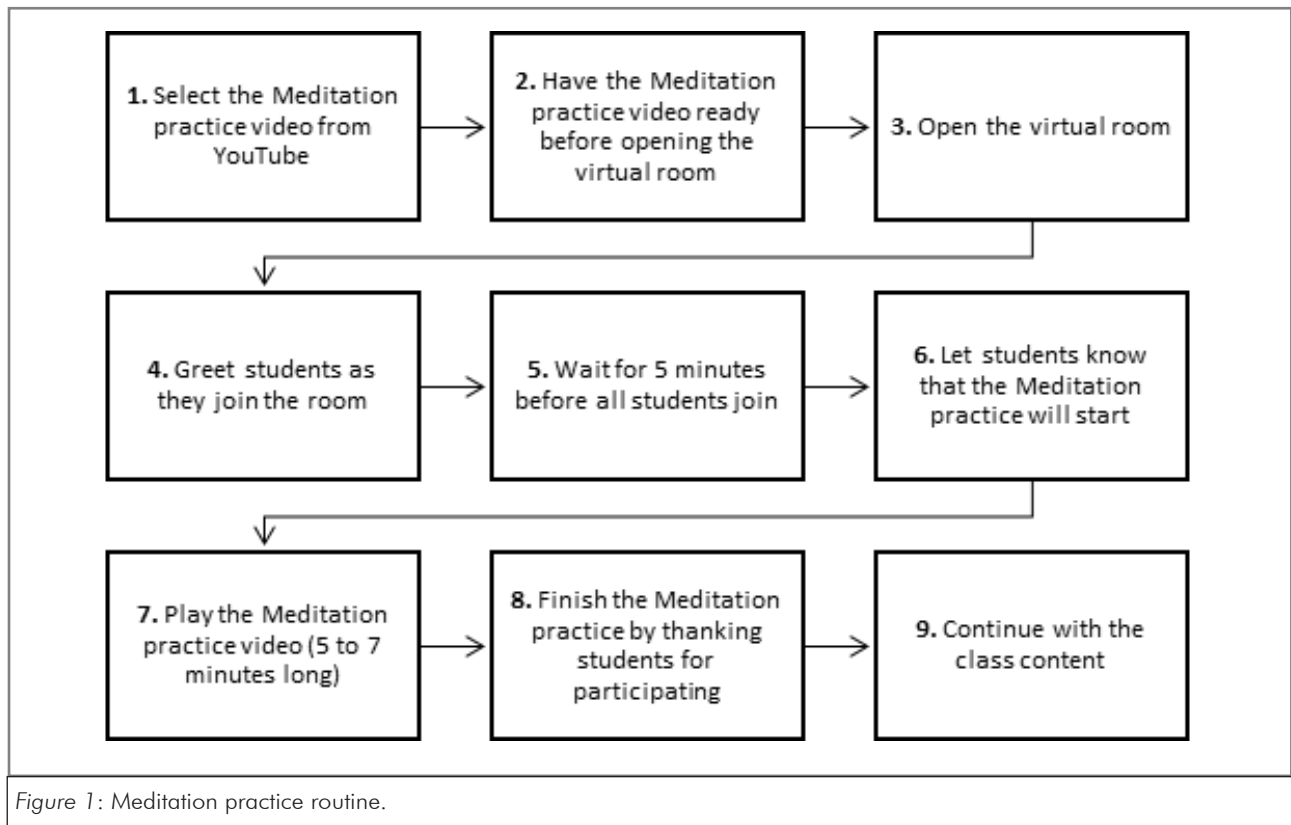 1. Select the Meditation
practice video from
YouTube
2. Have the Meditation
practice video ready
before opening the
virtual room
3. Open the virtual room
4. Greet students as
they join the room
5. Wait for 5 minutes
before all students join
6. Let students know
that the Meditation
practice will start
7. Play the Meditation
practice video (5 to 7
minutes long)
8. Finish the Meditation
practice by thanking
students for
participating
9. Continue with the
class content
Figure 1: Meditation practice routine.